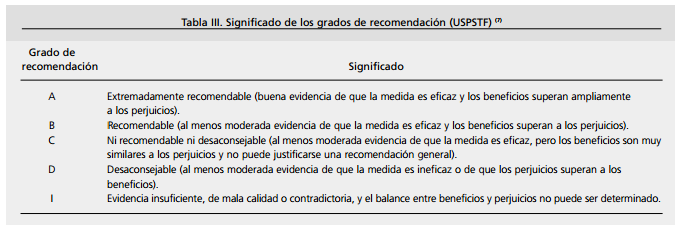 Tabla III. Significado de los grados de recomendación (USPSTF) (7)
Grado de
recomendación Significado
A Extremadamente recomendable (buena evidencia de que la medida es eficaz y los beneficios superan ampliamente
a los perjuicios).
B Recomendable (al menos moderada evidencia de que la medida es eficaz y los beneficios superan a los perjuicios).
C Ni recomendable ni desaconsejable (al menos moderada evidencia de que la medida es eficaz, pero los beneficios son muy
similares a los perjuicios y no puede justificarse una recomendación general).
D Desaconsejable (al menos moderada evidencia de que la medida es ineficaz o de que los perjuicios superan a los
beneficios).
I Evidencia insuficiente, de mala calidad o contradictoria, y el balance entre beneficios y perjuicios no puede ser determinado.